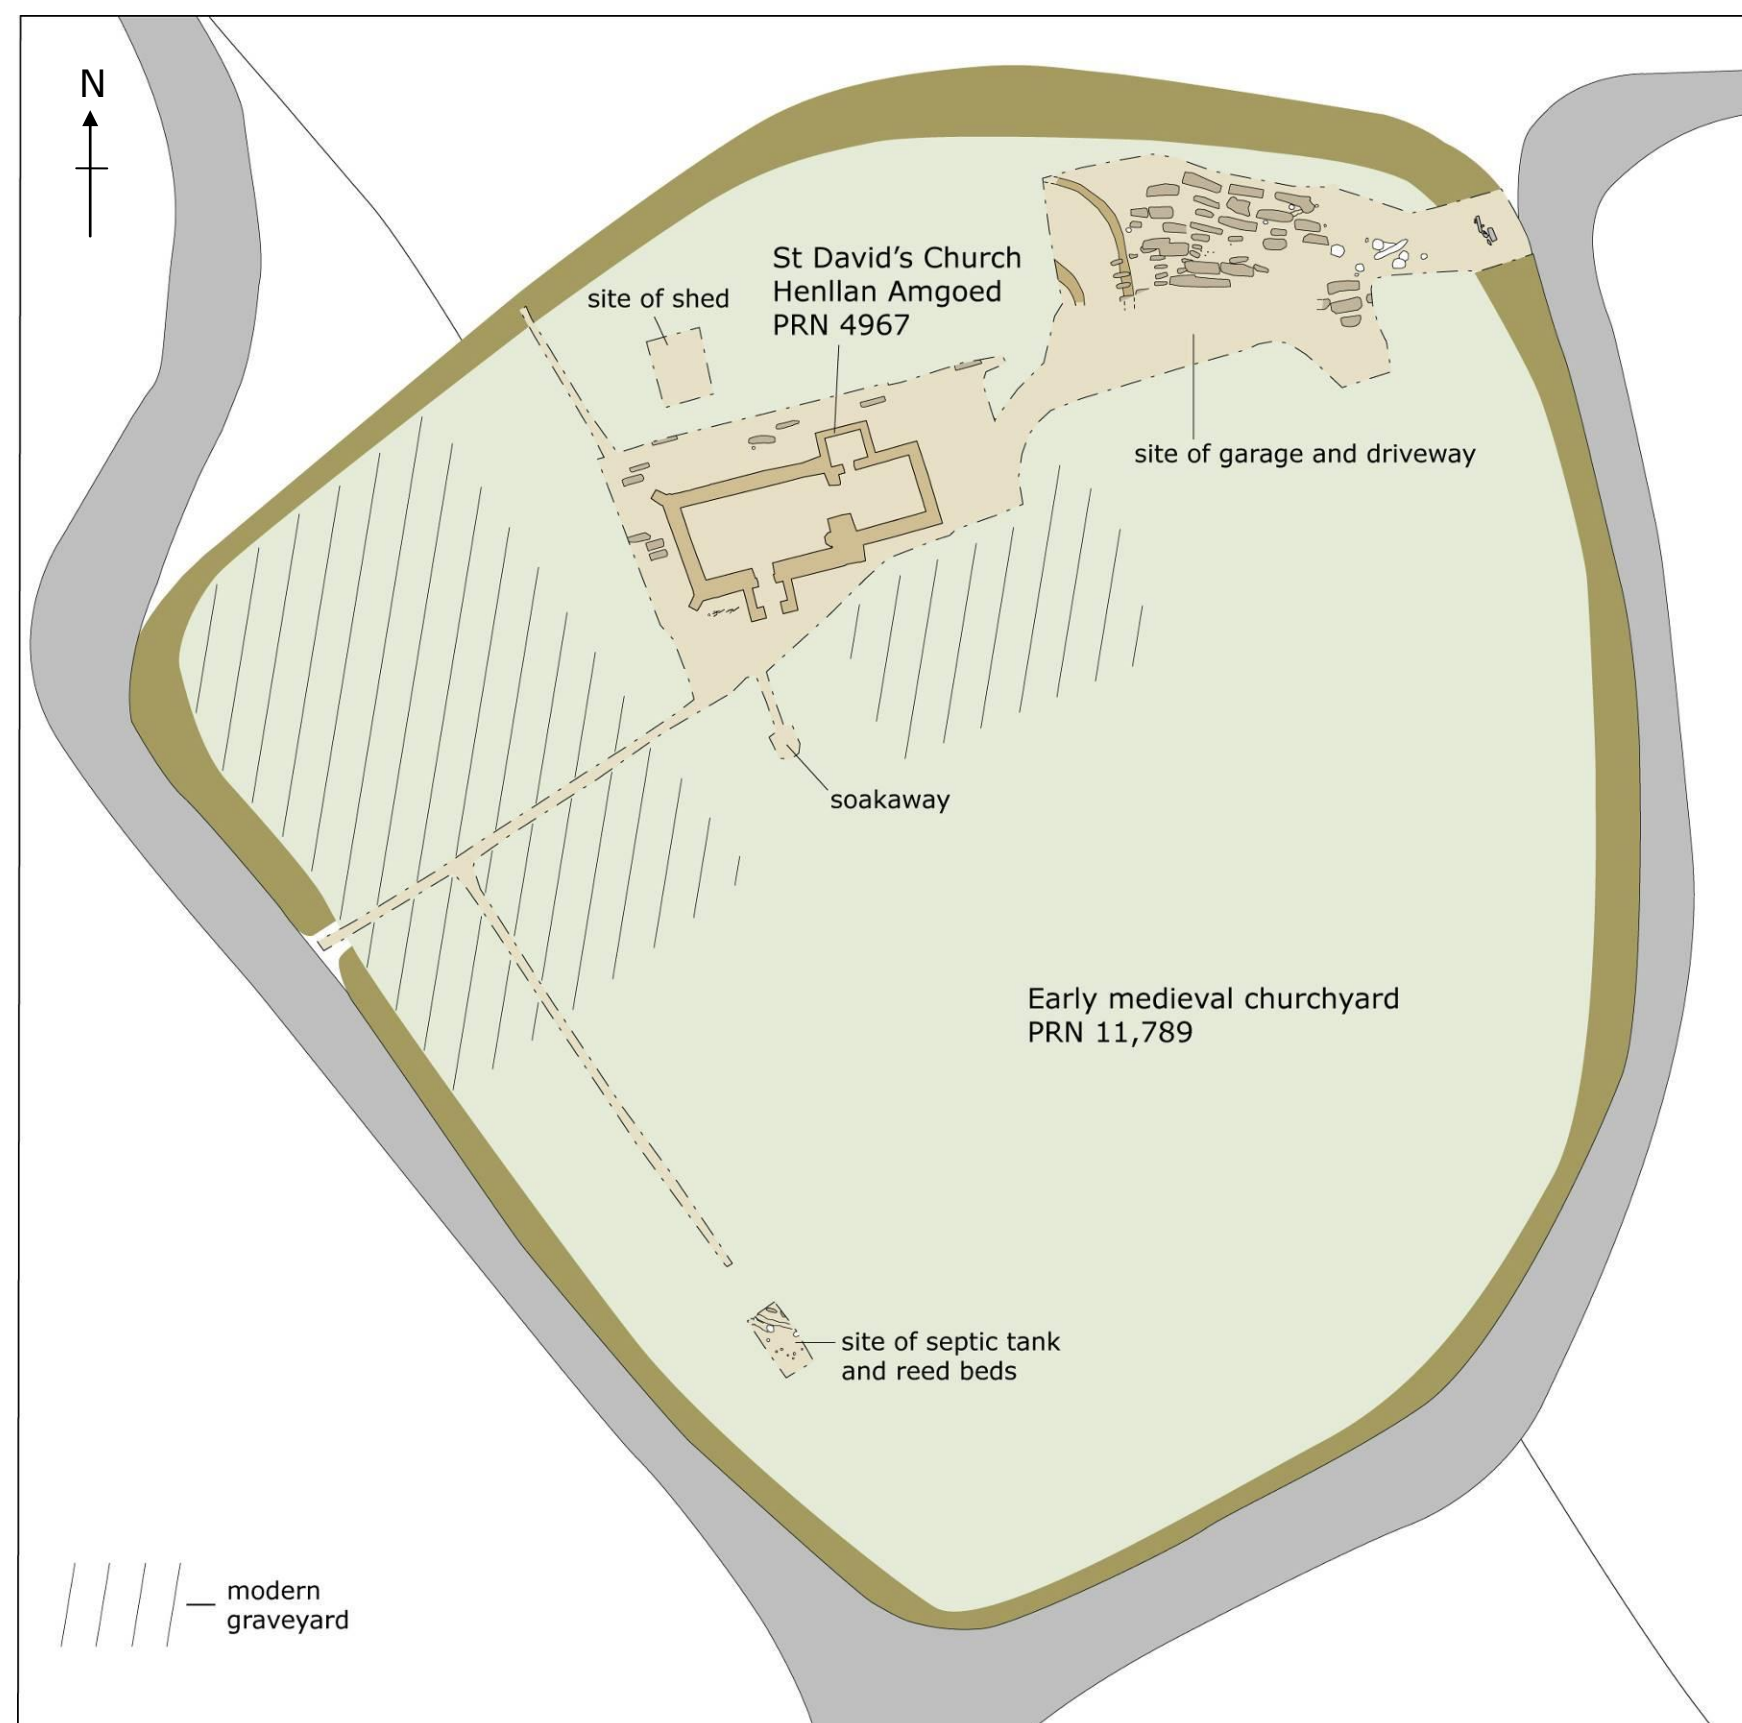 N
St David’s Church
Henllan Amgoed
PRN 4967
site of shed
site of garage and driveway
soakaway
Early medieval churchyard
PRN 11,789
site of septic tank
and reed beds
modern
graveyard